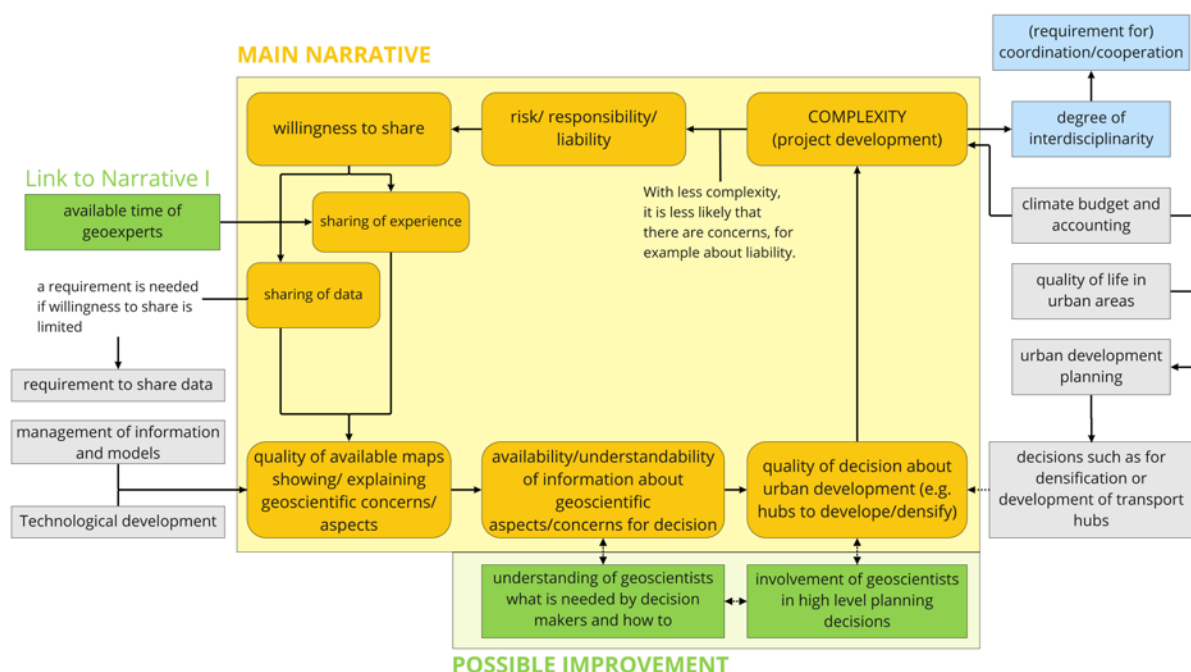 MAIN NARRATIVE
(requirement for)
coordination/cooperation
willingness to share
risk/ responsibility/
liability
COMPLEXITY
(project development)
degree of
interdisciplinarity
Link to Narrative I
available time of
geoexperts
sharing of experience
With less complexity,
it is less likely that
there are concerns, for
example about liability.
climate budget and
accounting
a requirement is needed
if willingness to share is
limited
sharing of data
quality of life in
urban areas
requirement to share data
urban development
planning
management of information
and models
Technological development
quality of available maps
showing/ explaining
geoscientific concerns/
aspects
availability/understandability
of information about
geoscientific
aspects/concerns for decision
quality of decision about
urban development (e.g.
hubs to develope/densify)
decisions such as for
densification or
development of transport
hubs
understanding of geoscientists
what is needed by decision
makers and how to
involvement of geoscientists
in high level planning
decisions
POSSIBLE IMPROVEMENT